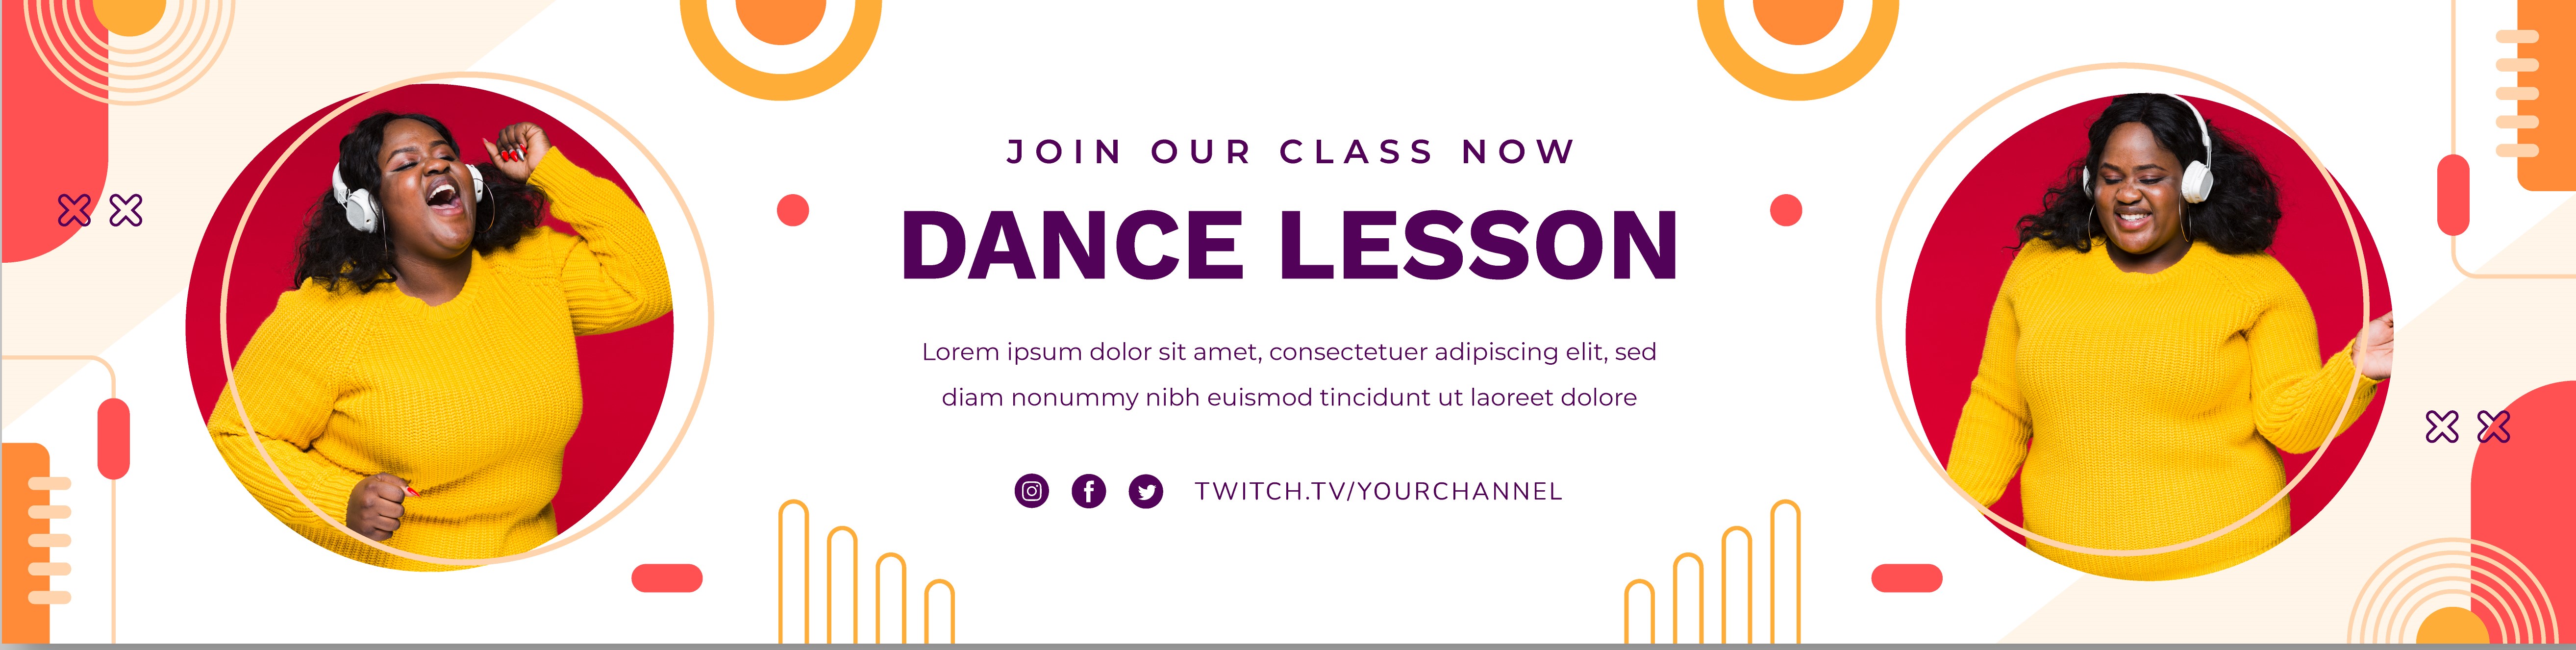 JOIN OUR CLASS NOW
DANCE LESSON
Lorem ipsum dolor sit amet, consectetuer adipiscing elit, sed
diam nonummy nibh euismod tincidunt ut laoreet dolore
TWITCH.TV/YOURCHANNEL